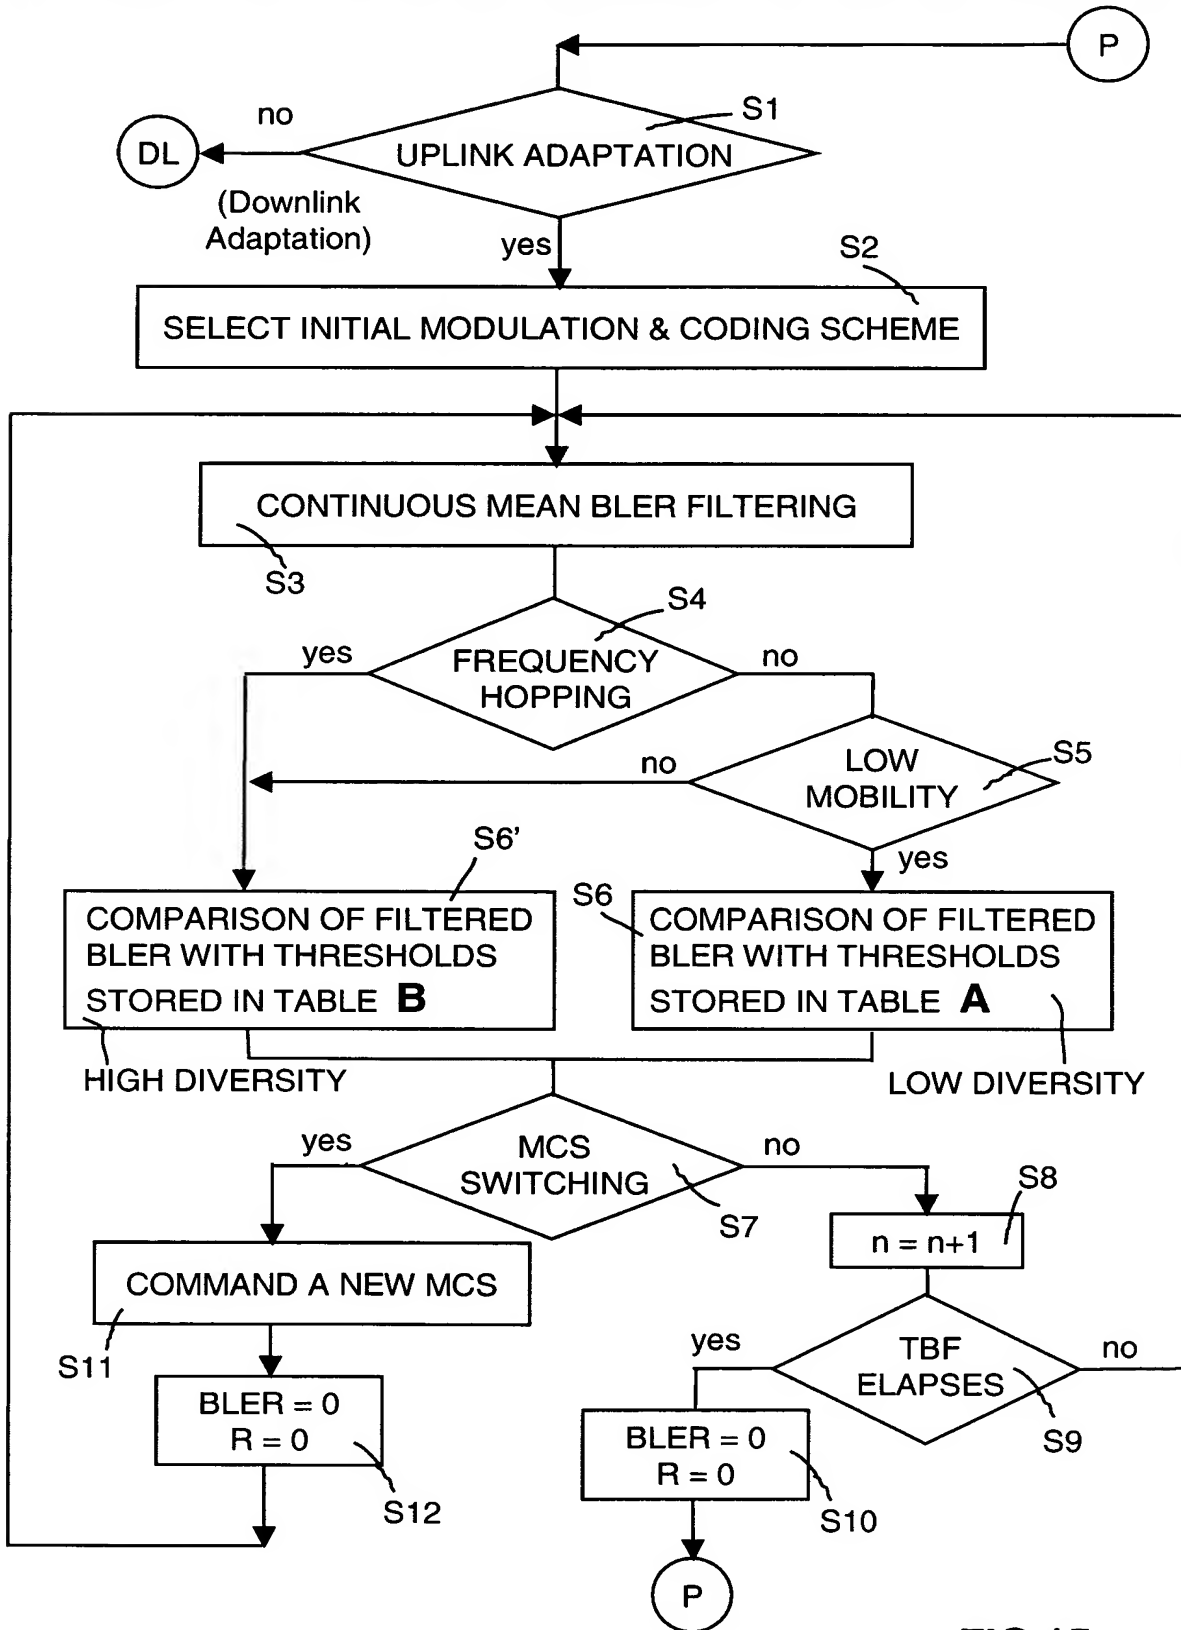 P
no
S1
DL
UPLINK ADAPTATION
(Downlink
Adaptation)
yes
S2
SELECT INITIAL MODULATION & CODING SCHEME
CONTINUOUS MEAN BLER FILTERING
S3
S4
yes
FREQUENCY
HOPPING
no
no
LOW
MOBILITY
S5
S6'
yes
S6
COMPARISON OF FILTERED
BLER WITH THRESHOLDS
STORED IN TABLE B
COMPARISON OF FILTERED
BLER WITH THRESHOLDS
STORED IN TABLE A
HIGH DIVERSITY
LOW DIVERSITY
yes
MCS
SWITCHING
no
S7
S8
n = n+1
COMMAND A NEW MCS
S11
yes
TBF
ELAPSES
no
S9
BLER = 0
R = 0
S12
BLER = 0
R = 0
S10
P